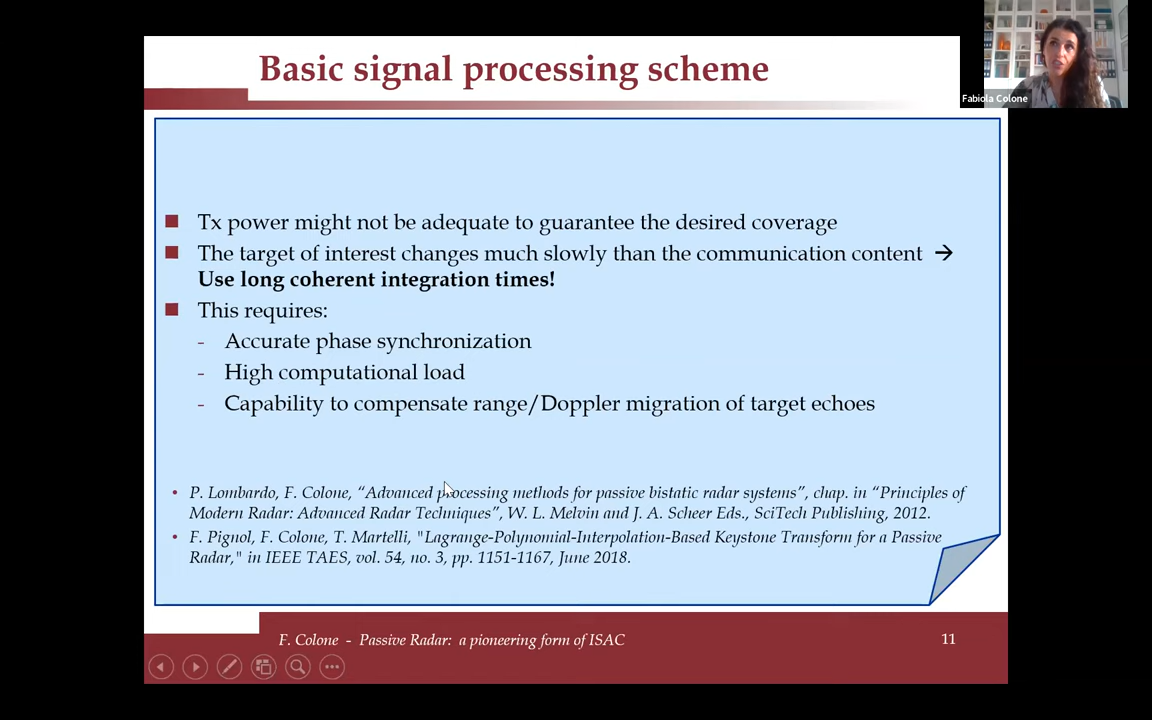 Basic signal processing scheme
Fabiola Colone
Tx power might not be adequate to guarantee the desired coverage
The target of interest changes much slowly than the communication content →
Use long coherent integration times!
This requires:
- Accurate phase synchronization
- High computational load
- Capability to compensate range/Doppler migration of target echoes
• P. Lombardo, F. Colone, “Advanced processing methods for passive bistatic radar systems”, chap. in “Principles of
Modern Radar: Advanced Radar Techniques”, W. L. Melvin and J. A. Scheer Eds., SciTech Publishing, 2012.
• F. Pignol, F. Colone, T. Martelli, "Lagrange-Polynomial-Interpolation-Based Keystone Transform for a Passive
Radar," in IEEE TAES, vol. 54, no. 3, pp. 1151-1167, June 2018.
F. Colone - Passive Radar: a pioneering form of ISAC
11